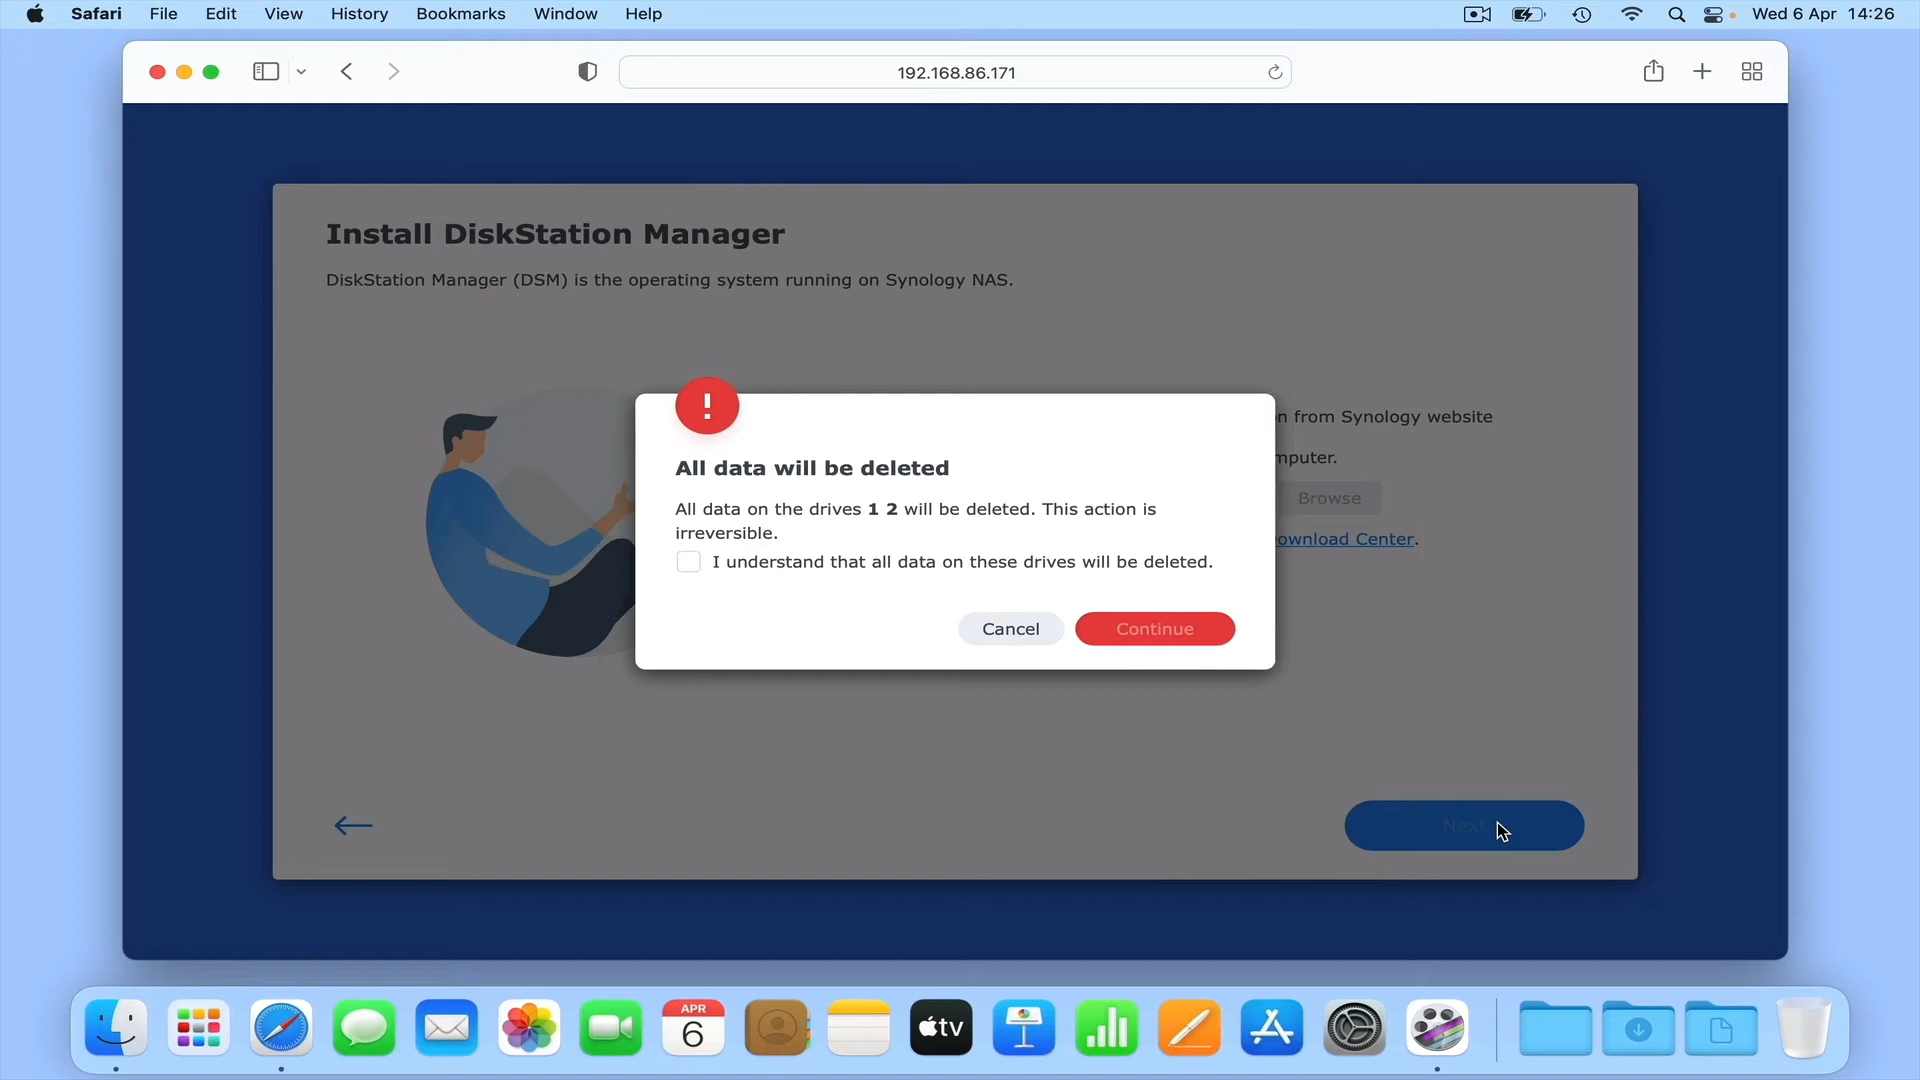 Safari File Edit View History Bookmarks Window Help Wed 6 Apr 14:26
192.168.86.171
Install DiskStation Manager
DiskStation Manager (DSM) is the operating system running on Synology NAS.
from Synology website
Browse
Download Center.
!
All data will be deleted
All data on the drives 1 2 will be deleted. This action is
irreversible.
I understand that all data on these drives will be deleted.
Cancel Continue
Next
APR
6
tv